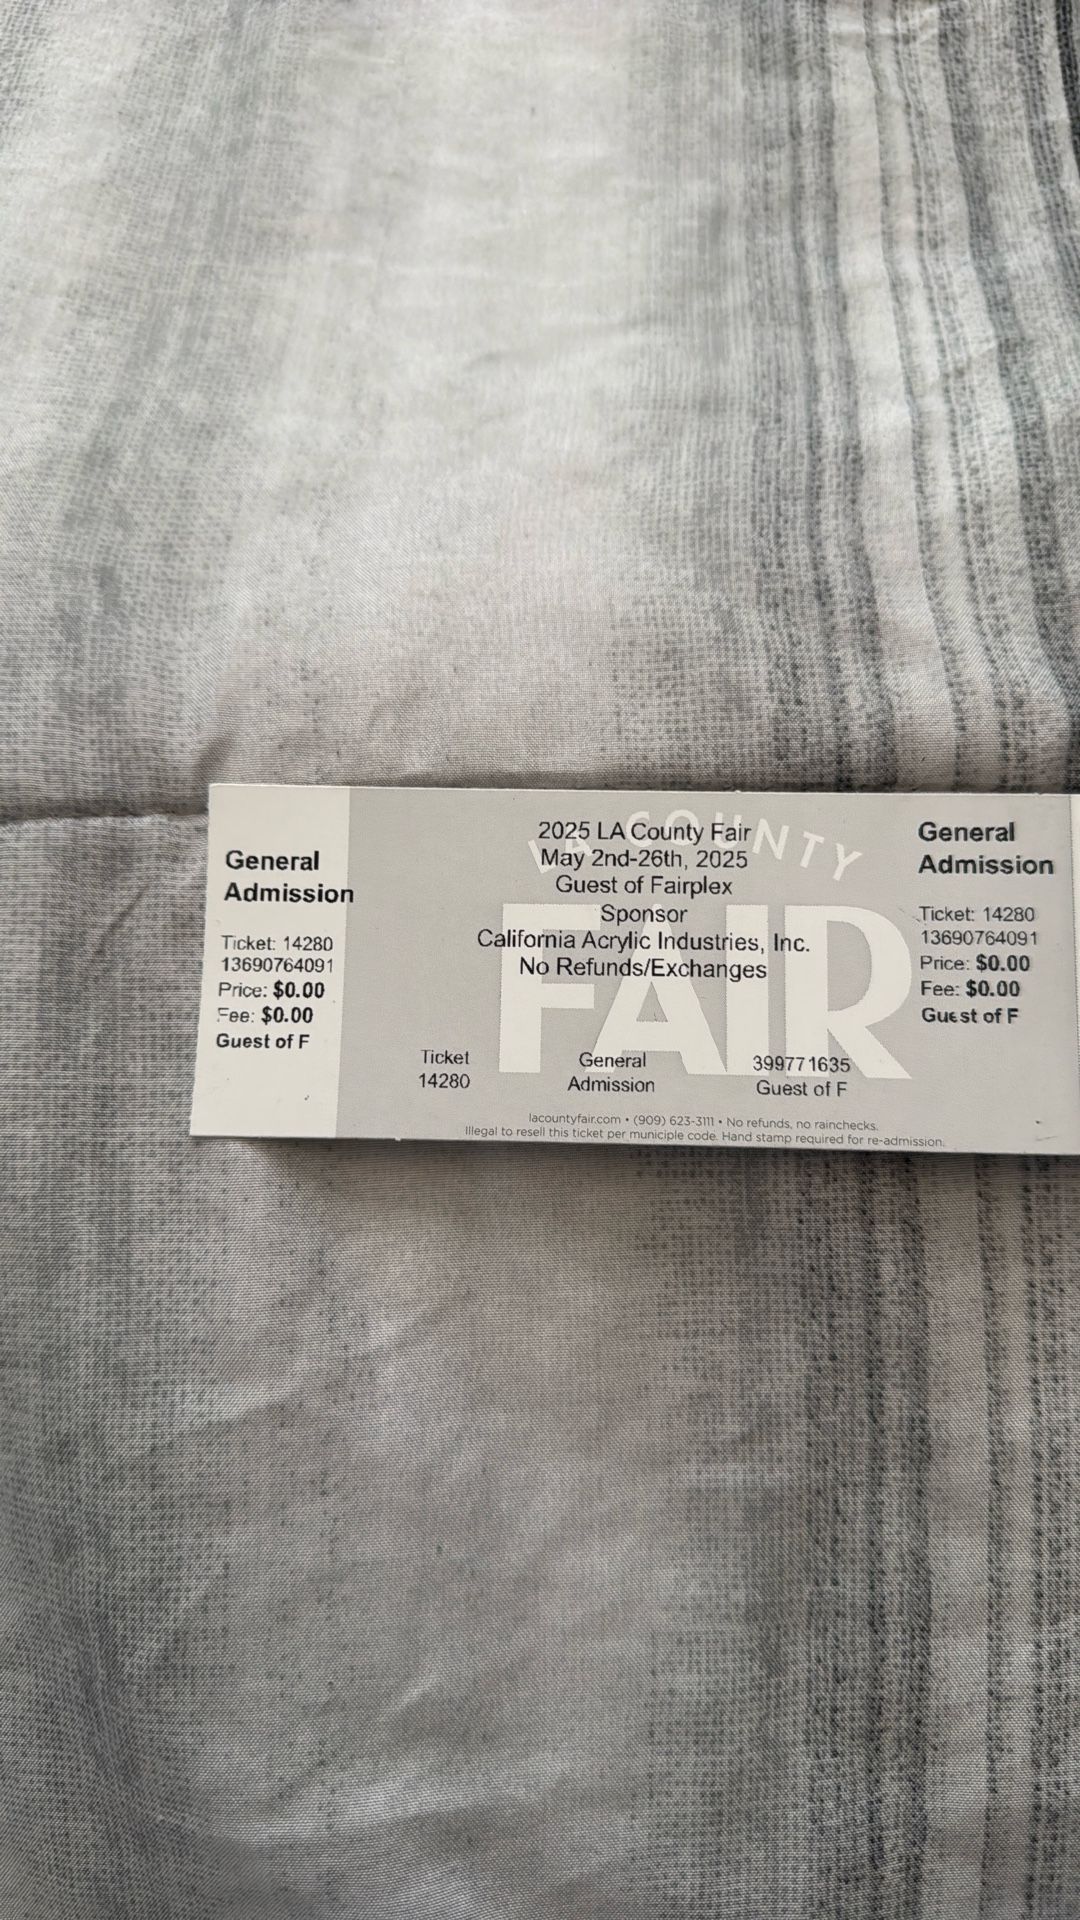 General
Admission
Ticket: 14280
13690764091
Price: $0.00
Fee: $0.00
Guest of F
LA COUNTY
FAIR
2025 LA County Fair
May 2nd-26th, 2025
Guest of Fairplex
Sponsor
California Acrylic Industries, Inc.
No Refunds/Exchanges
Ticket
14280
General
Admission
399771635
Guest of F
lacountyfair.com • (909) 623-3111 • No refunds, no rainchecks.
Illegal to resell this ticket per municiple code. Hand stamp required for re-admission.
General
Admission
Ticket: 14280
13690764091
Price: $0.00
Fee: $0.00
Guest of F